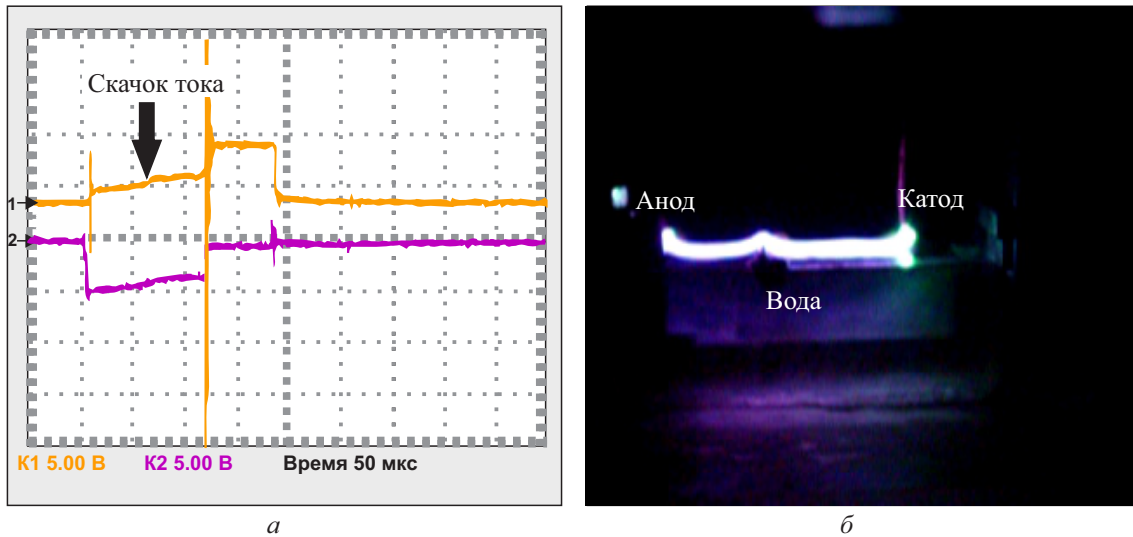 Скачок тока
1
2
К1 5.00 В К2 5.00 В Время 50 мкс
а
Анод
Катод
Вода
б